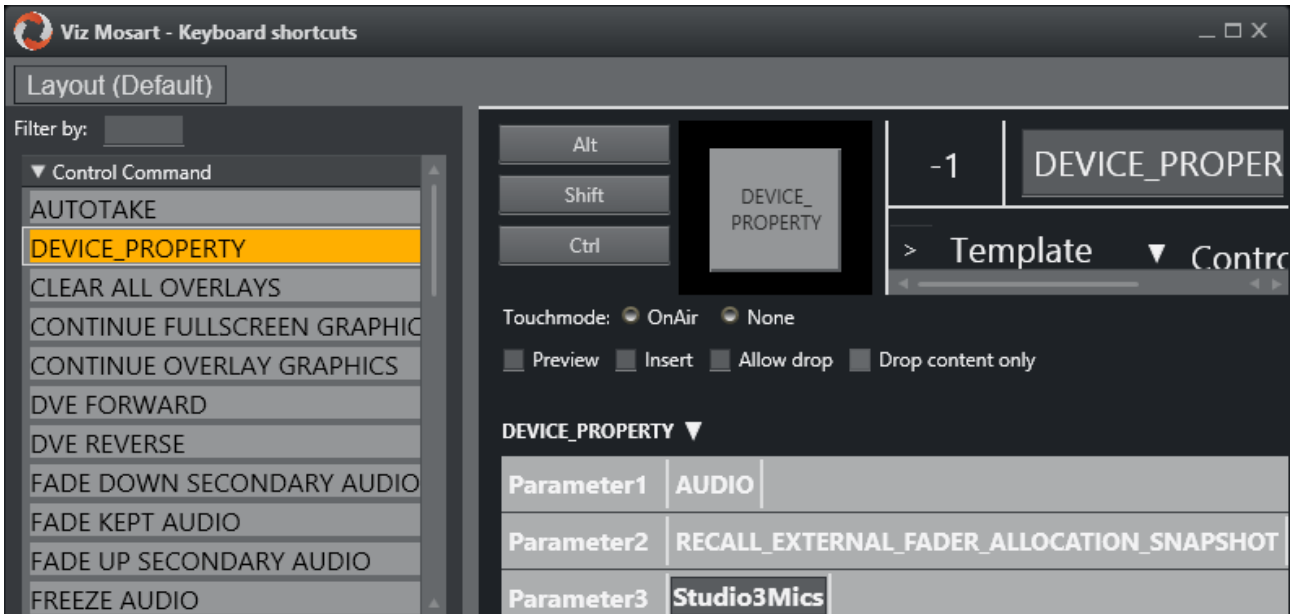 Viz Mosart - Keyboard shortcuts
Layout (Default)
Filter by:
▼ Control Command
AUTOTAKE
DEVICE_PROPERTY
CLEAR ALL OVERLAYS
CONTINUE FULLSCREEN GRAPHIC
CONTINUE OVERLAY GRAPHICS
DVE FORWARD
DVE REVERSE
FADE DOWN SECONDARY AUDIO
FADE KEPT AUDIO
FADE UP SECONDARY AUDIO
FREEZE AUDIO
Alt
Shift
Ctrl
DEVICE_
PROPERTY
-1 DEVICE_PROPER
> Template ▼ Contro
Touchmode: OnAir None
Preview Insert Allow drop Drop content only
DEVICE_PROPERTY ▼
Parameter1 AUDIO
Parameter2 RECALL_EXTERNAL_FADER_ALLOCATION_SNAPSHOT
Parameter3 Studio3Mics